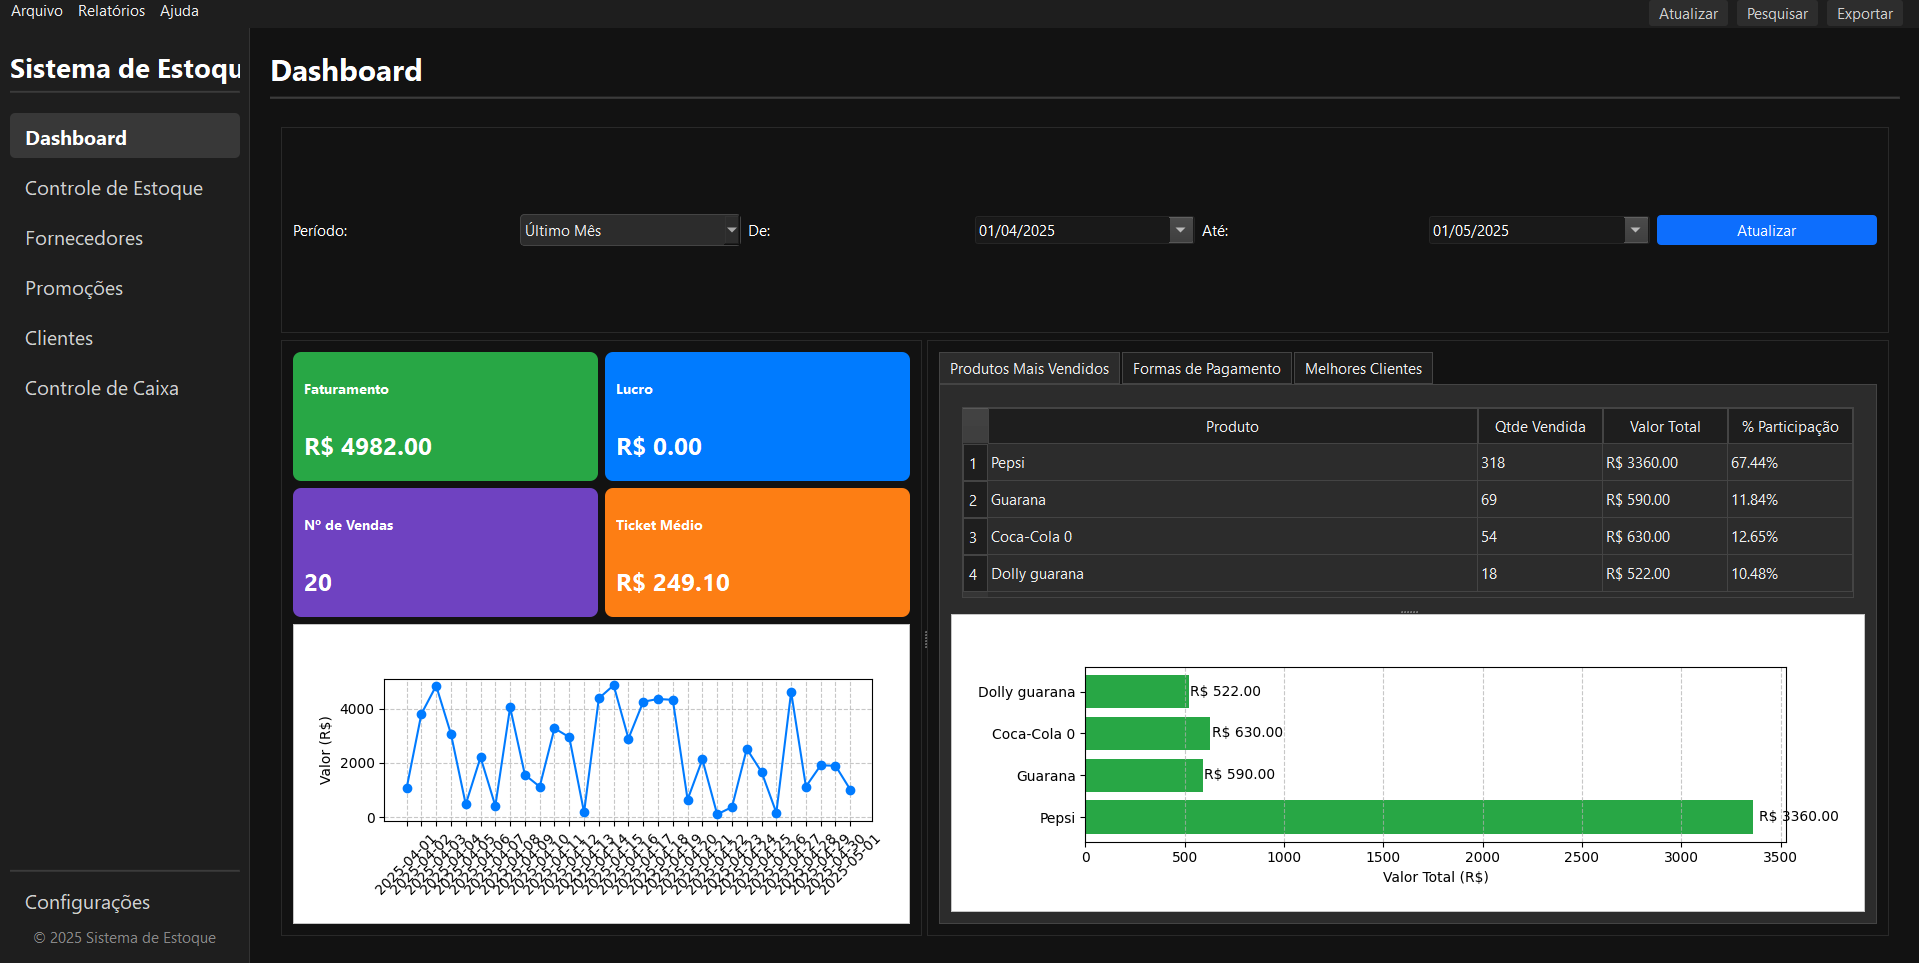 Arquivo Relatórios Ajuda
Atualizar Pesquisar Exportar
Sistema de Estoqu
Dashboard
Controle de Estoque
Fornecedores
Promoções
Clientes
Controle de Caixa
Configurações
© 2025 Sistema de Estoque
Dashboard
Período: Último Mês De: 01/04/2025 Até: 01/05/2025 Atualizar
Faturamento
R$ 4982.00
Lucro
R$ 0.00
Nº de Vendas
20
Ticket Médio
R$ 249.10
Valor (R$)
4000
2000
0
2025-04-01
2025-04-02
2025-04-03
2025-04-04
2025-04-05
2025-04-06
2025-04-07
2025-04-08
2025-04-09
2025-04-10
2025-04-11
2025-04-12
2025-04-13
2025-04-14
2025-04-15
2025-04-16
2025-04-17
2025-04-18
2025-04-19
2025-04-20
2025-04-21
2025-04-22
2025-04-23
2025-04-24
2025-04-25
2025-04-26
2025-04-27
2025-04-28
2025-04-29
2025-04-30
2025-05-01
Produtos Mais Vendidos Formas de Pagamento Melhores Clientes
Produto Qtde Vendida Valor Total % Participação
1 Pepsi 318 R$ 3360.00 67.44%
2 Guarana 69 R$ 590.00 11.84%
3 Coca-Cola 0 54 R$ 630.00 12.65%
4 Dolly guarana 18 R$ 522.00 10.48%
Dolly guarana R$ 522.00
Coca-Cola 0 R$ 630.00
Guarana R$ 590.00
Pepsi R$ 3360.00
0 500 1000 1500 2000 2500 3000 3500
Valor Total (R$)